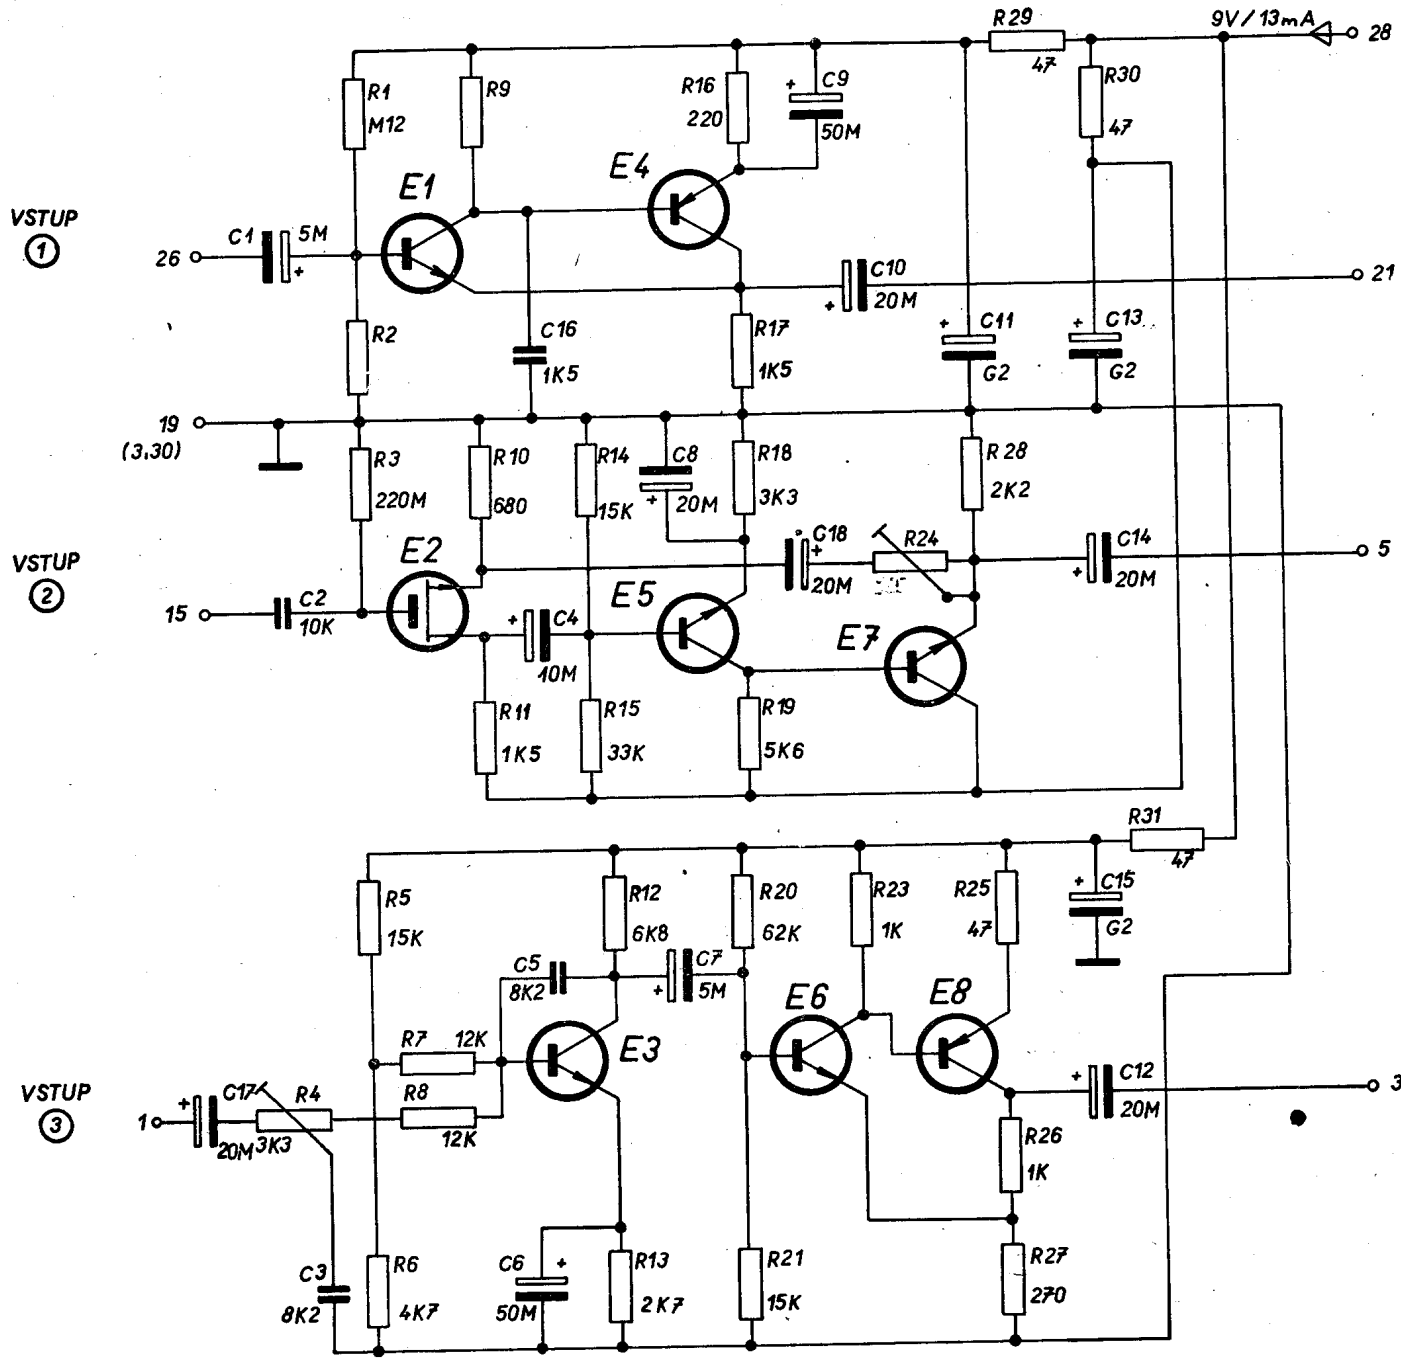 R29
9V/13mA
28
47
R1
M12
R9
R16
220
C9
+
50M
R30
47
E1
E4
VSTUP
1
C1
5M
+
26
C10
+
20M
21
R2
C16
1K5
R17
1K5
+
C11
G2
+
C13
G2
19
(3,30)
R3
220M
R10
680
R14
15K
C8
+
20M
R18
3K3
R28
2K2
VSTUP
2
E2
C18
+
20M
R24
C14
+
20M
5
15
C2
10K
+
C4
10M
E5
E7
R11
1K5
R15
33K
R19
5K6
R31
47
R5
15K
R12
6K8
R20
62K
R23
1K
R25
47
+
C15
G2
C5
8K2
C7
+
5M
E6
E8
R7
12K
E3
VSTUP
3
1
+
C17
20M
R4
3K3
R8
12K
+
C12
20M
3
R26
1K
C3
8K2
R6
4K7
C6
+
50M
R13
2K7
R21
15K
R27
270